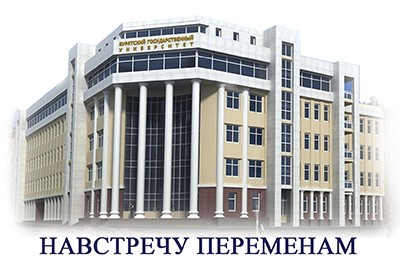 БУРЯТСКИЙ ГОСУДАРСТВЕННЫЙ
УНИВЕРСИТЕТ
НАВСТРЕЧУ ПЕРЕМЕНАМ